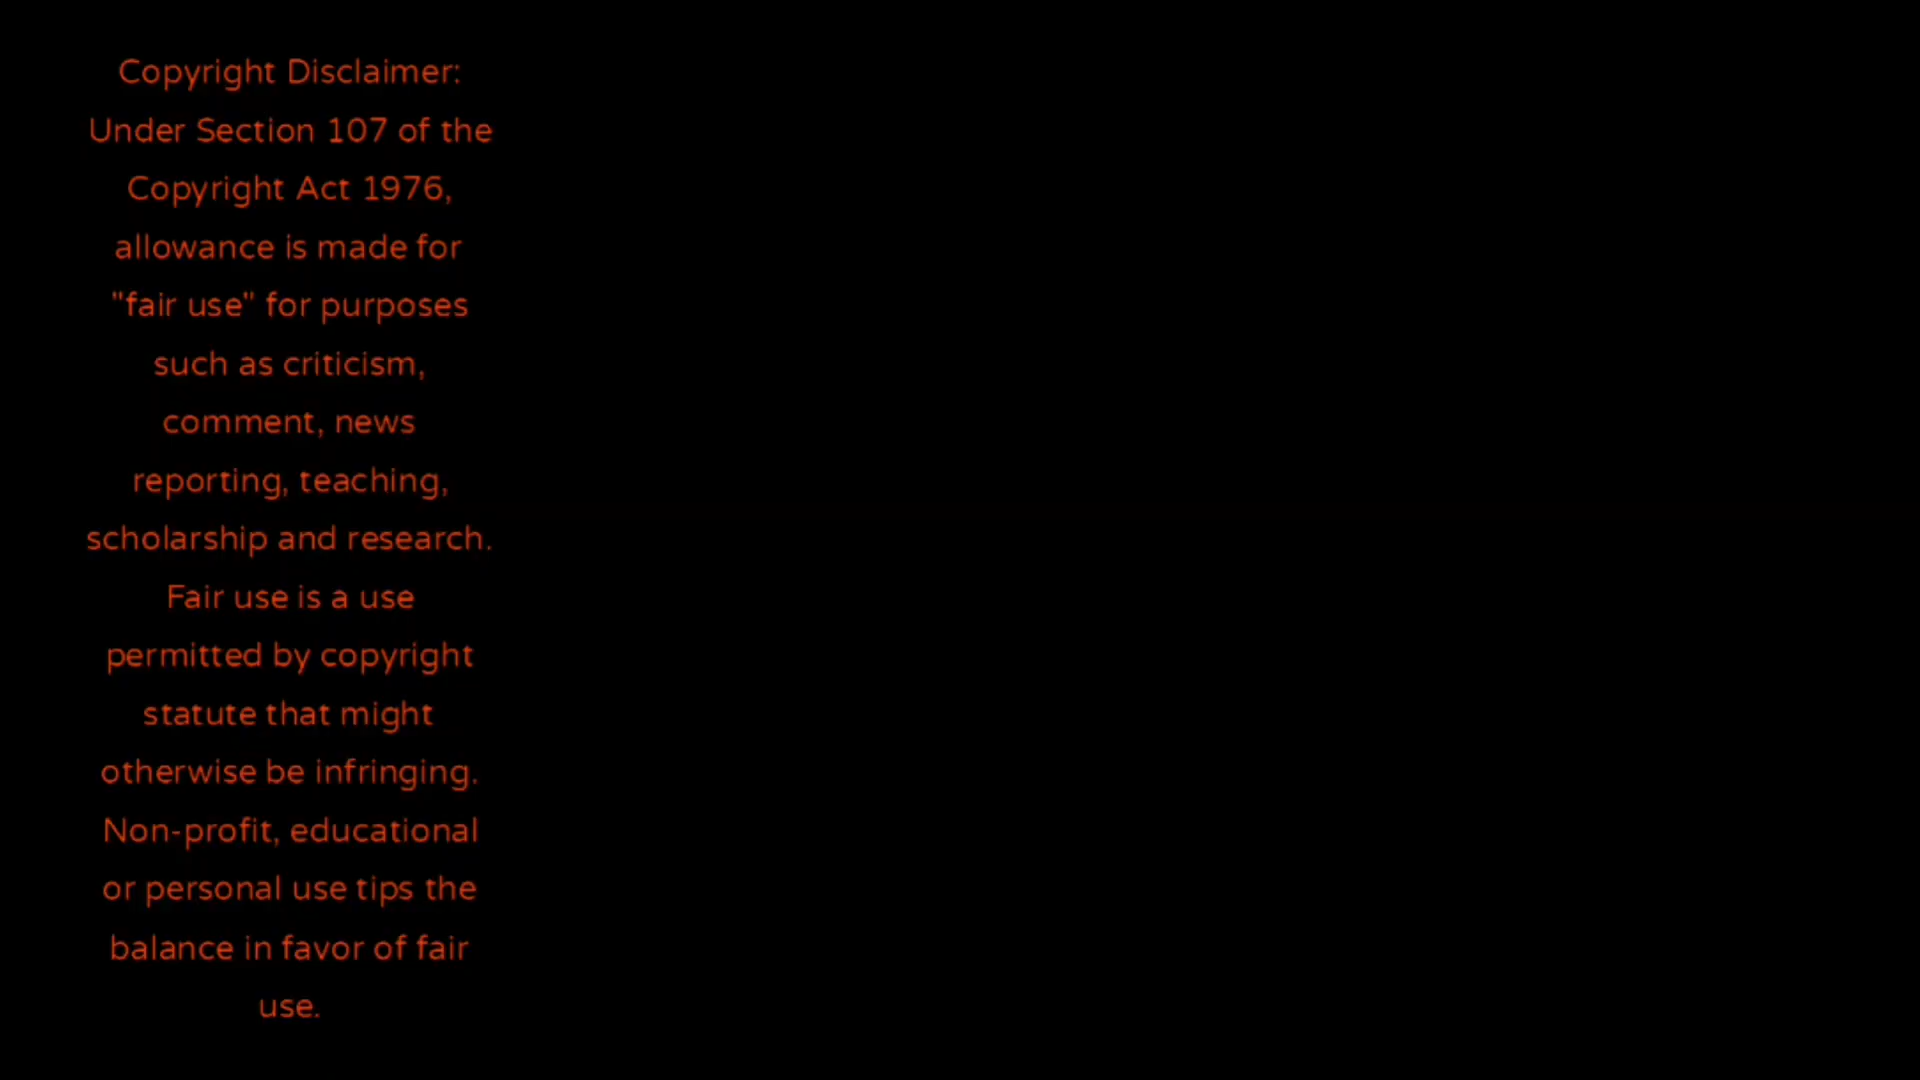 Copyright Disclaimer:
Under Section 107 of the
Copyright Act 1976,
allowance is made for
"fair use" for purposes
such as criticism,
comment, news
reporting, teaching,
scholarship and research.
Fair use is a use
permitted by copyright
statute that might
otherwise be infringing.
Non-profit, educational
or personal use tips the
balance in favor of fair
use.